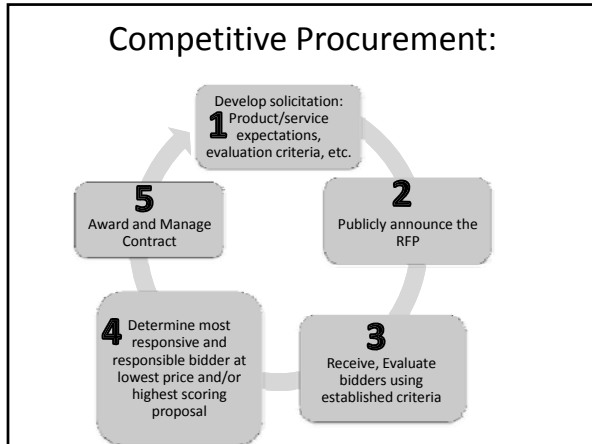 Competitive Procurement:
Develop solicitation:
1 Product/service
expectations,
evaluation criteria, etc.
2
Publicly announce the
RFP
3
Receive, Evaluate
bidders using
established criteria
4 Determine most
responsive and
responsible bidder at
lowest price and/or
highest scoring
proposal
5
Award and Manage
Contract